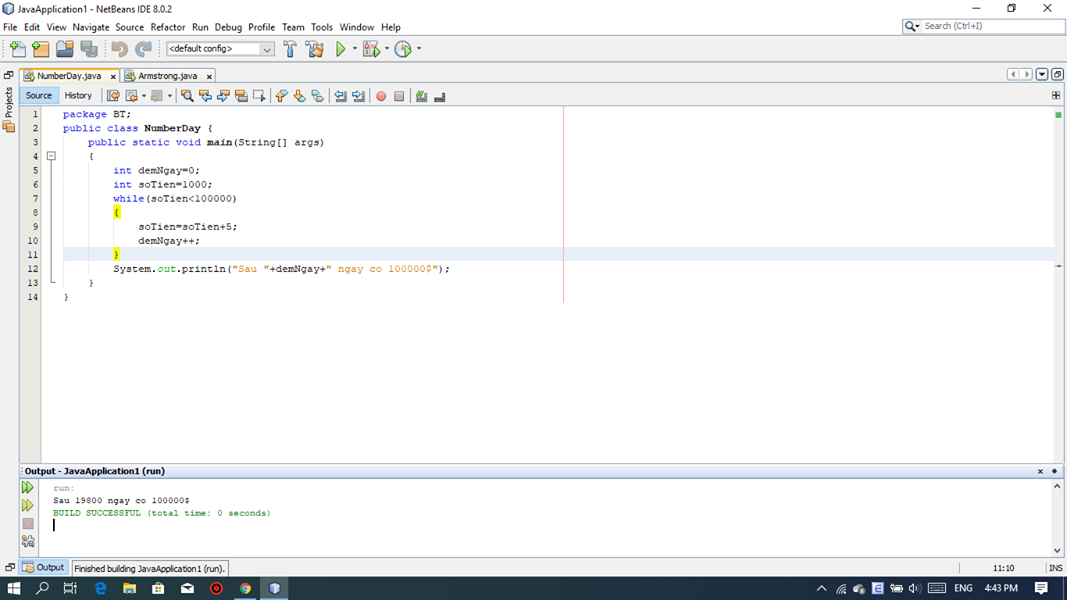 JavaApplication1 - NetBeans IDE 8.0.2
File Edit View Navigate Source Refactor Run Debug Profile Team Tools Window Help
Search (Ctrl+I)
<default config>
NumberDay.java
Armstrong.java
Projects
Source History
1 package BT;
2 public class NumberDay {
3 public static void main(String[] args)
4 {
5 int demNgay=0;
6 int soTien=1000;
7 while(soTien<100000)
8 {
9 soTien=soTien+5;
10 demNgay++;
11 }
12 System.out.println("Sau "+demNgay+" ngay co 100000$");
13 }
14 }
Output - JavaApplication1 (run)
run:
Sau 19800 ngay co 100000$
BUILD SUCCESSFUL (total time: 0 seconds)
Output
Finished building JavaApplication1 (run).
11:10 INS
ENG 4:43 PM